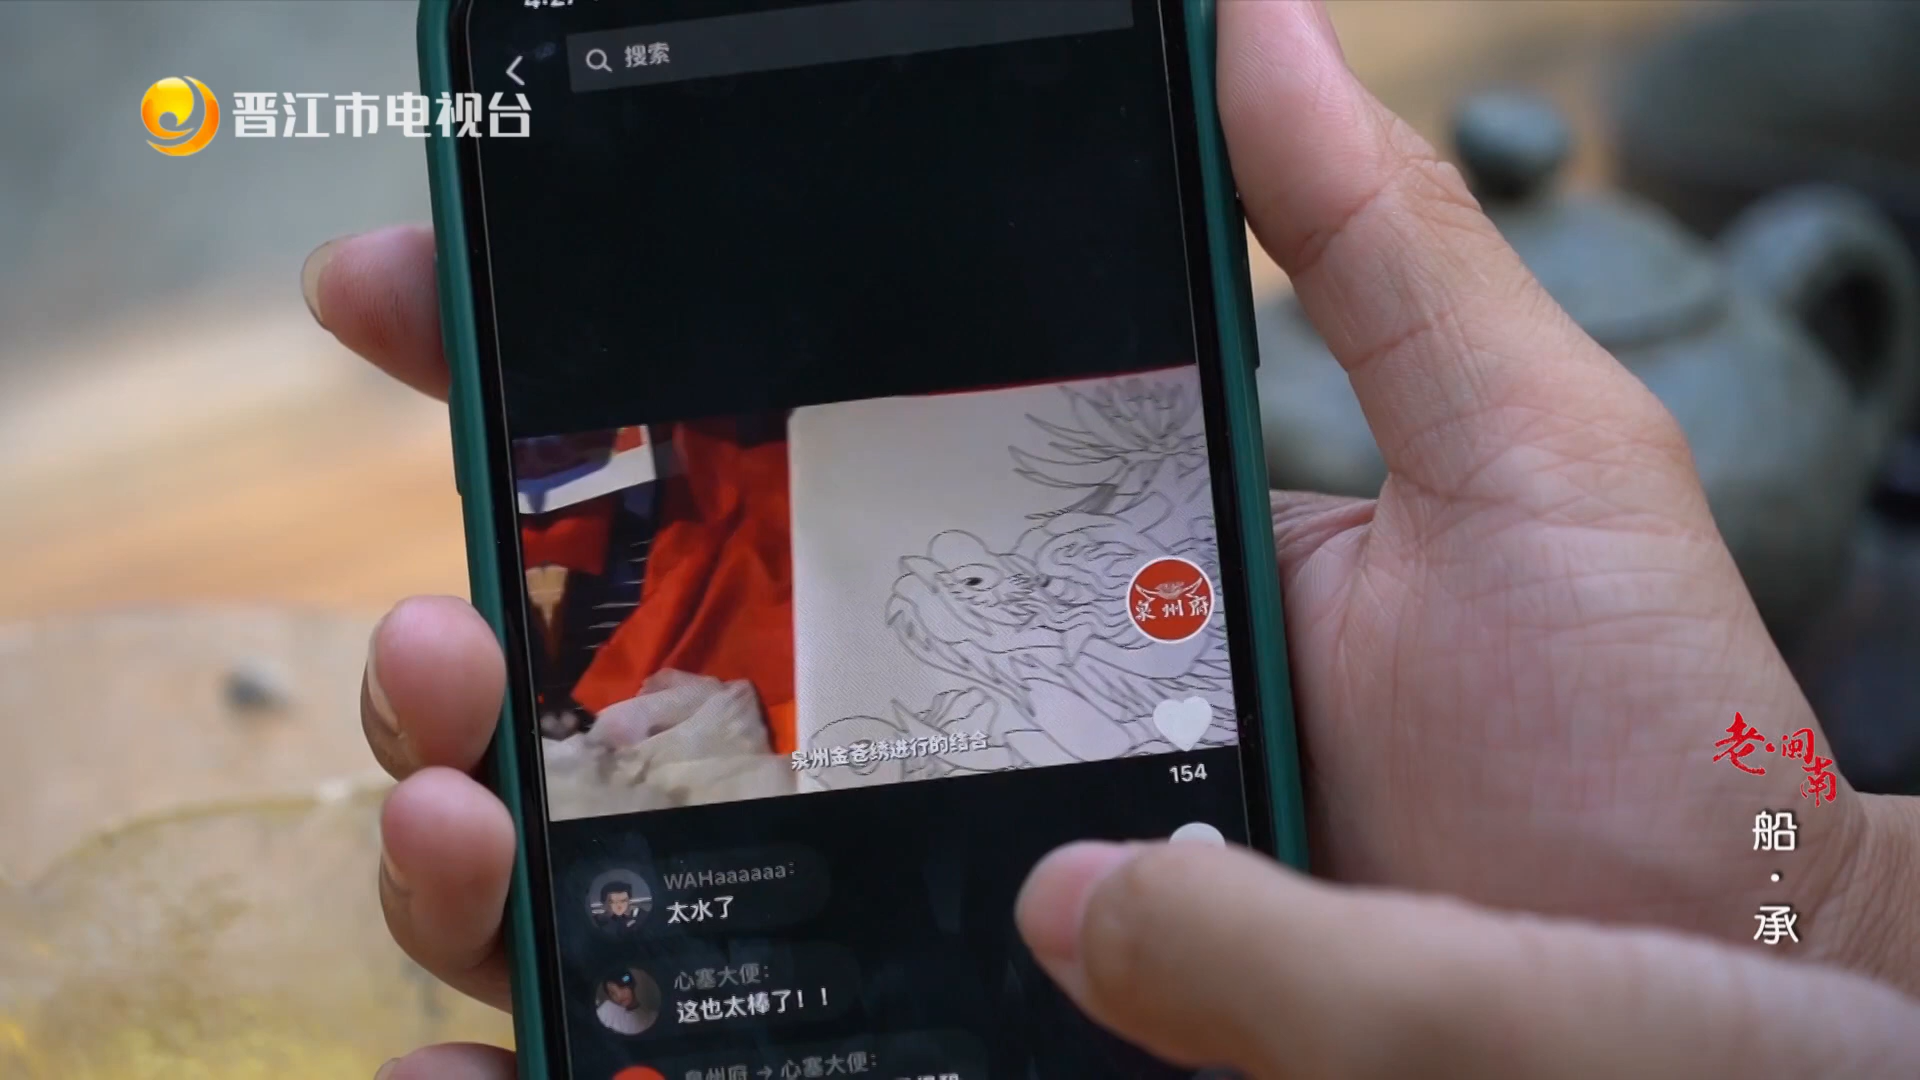 搜索
晋江市电视台
泉州府
泉州金苍绣进行的结合
154
老·闽南
船·承
WAHaaaaaa:
太水了
心塞大便:
这也太棒了！！
泉州府 → 心塞大便: